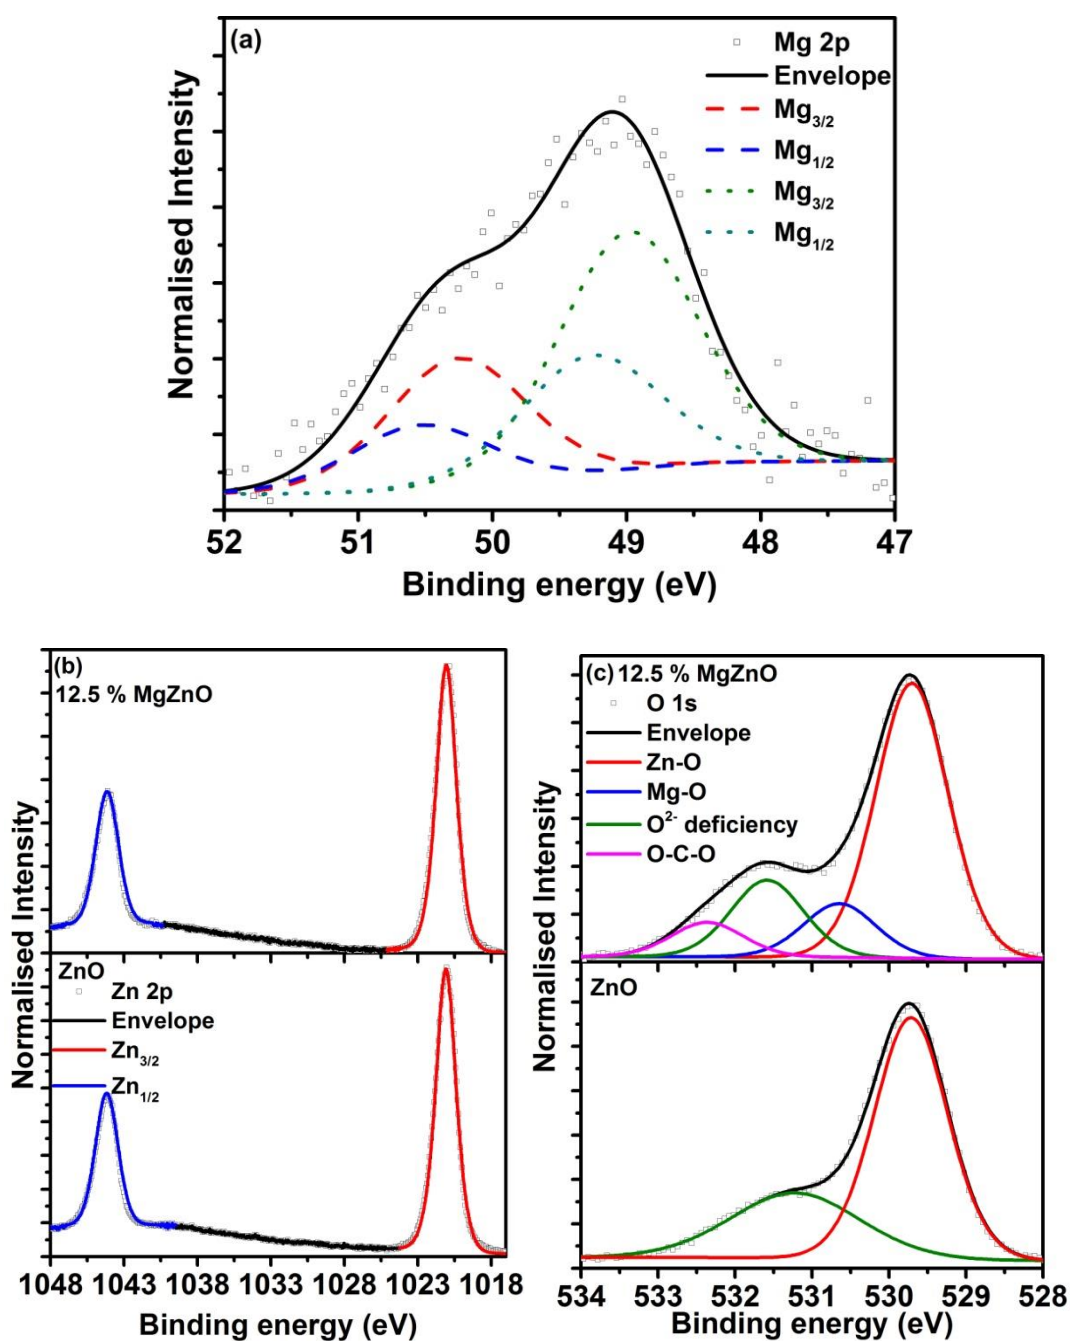 (a)
Mg 2p
Envelope
Mg3/2
Mg1/2
Mg3/2
Mg1/2
Normalised Intensity
52 51 50 49 48 47
Binding energy (eV)
(b)
12.5 % MgZnO
Normalised Intensity
ZnO
Zn 2p
Envelope
Zn3/2
Zn1/2
1048 1043 1038 1033 1028 1023 1018
Binding energy (eV)
(c) 12.5 % MgZnO
O 1s
Envelope
Zn-O
Mg-O
O2- deficiency
O-C-O
Normalised Intensity
ZnO
Normalised Intensity
534 533 532 531 530 529 528
Binding energy (eV)